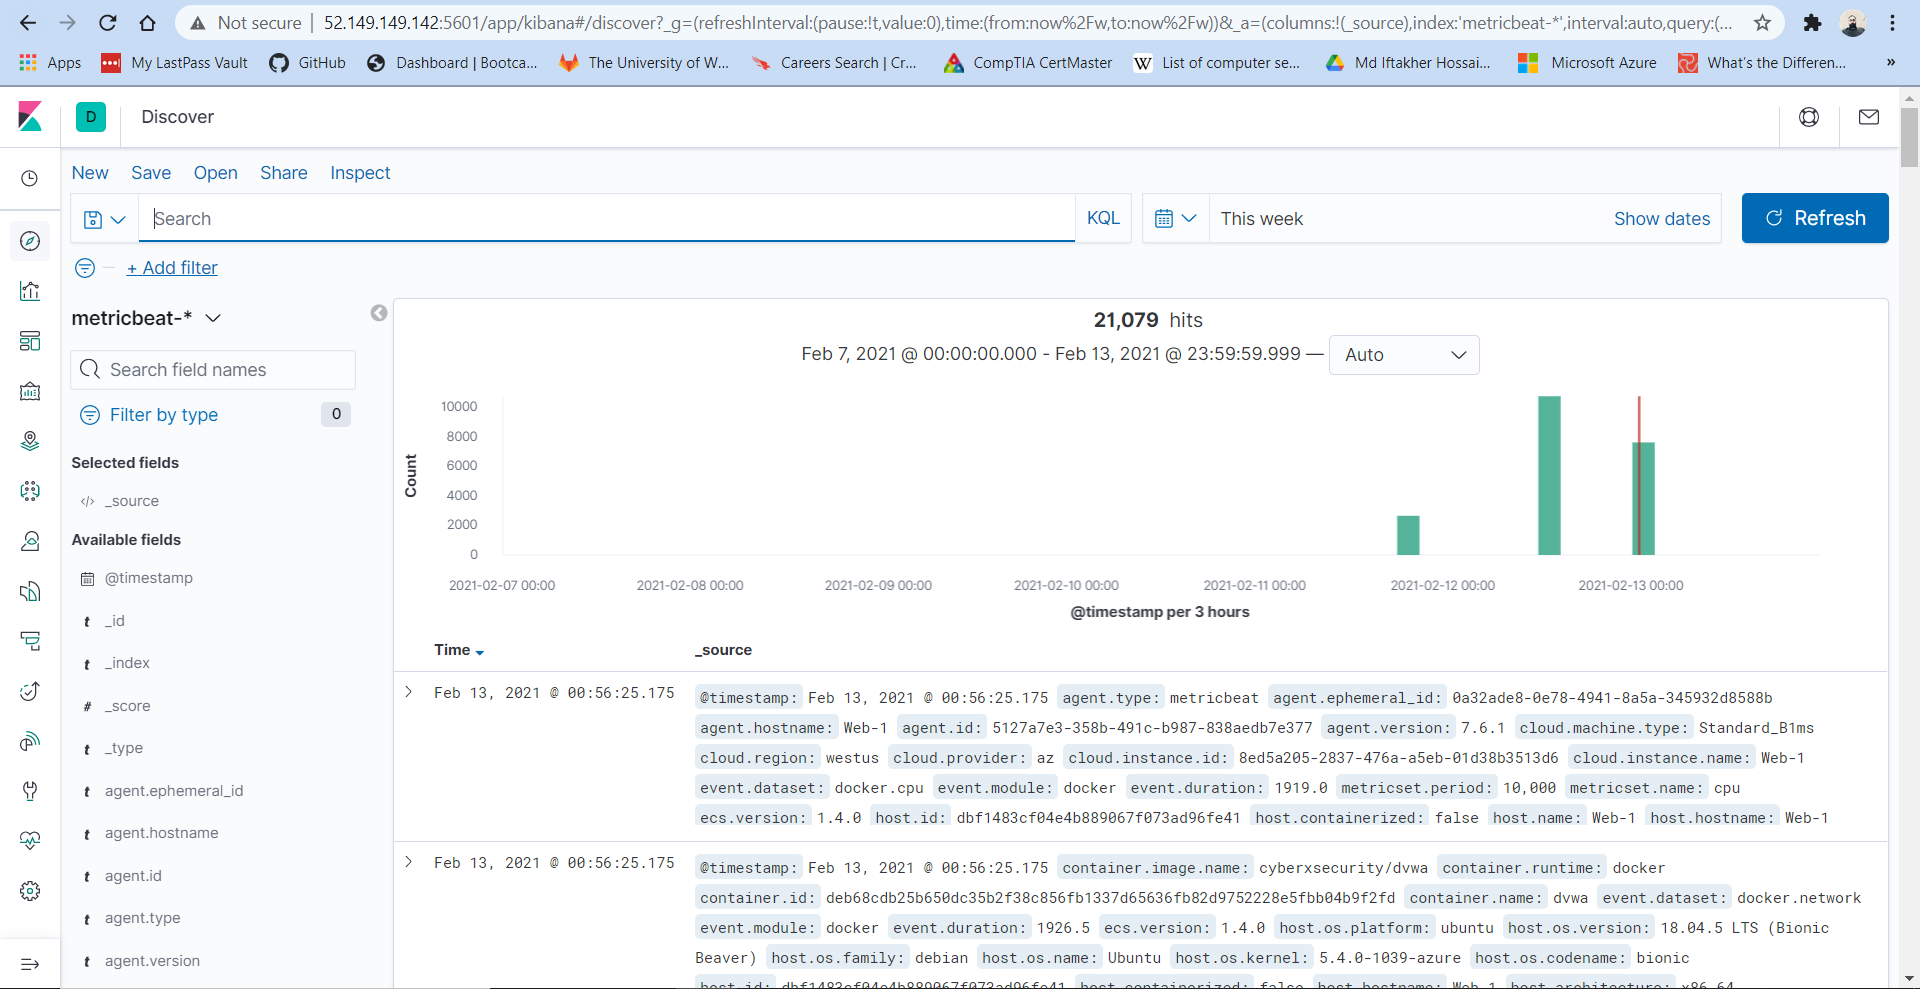 Not secure | 52.149.149.142:5601/app/kibana#/discover?_g=(refreshInterval:(pause:!t,value:0),time:(from:now%2Fw,to:now%2Fw))&_a=(columns:!(_source),index:'metricbeat-*',interval:auto,query:(...
Apps My LastPass Vault GitHub Dashboard | Bootca... The University of W... Careers Search | Cr... CompTIA CertMaster List of computer se... Md Iftakher Hossai... Microsoft Azure What's the Differen... »
D Discover
New Save Open Share Inspect
Search KQL This week Show dates Refresh
+ Add filter
metricbeat-*
Search field names
Filter by type 0
Selected fields
_source
Available fields
@timestamp
t _id
t _index
# _score
t _type
t agent.ephemeral_id
t agent.hostname
t agent.id
t agent.type
t agent.version
21,079 hits
Feb 7, 2021 @ 00:00:00.000 - Feb 13, 2021 @ 23:59:59.999 — Auto
Count
10000
8000
6000
4000
2000
0
2021-02-07 00:00 2021-02-08 00:00 2021-02-09 00:00 2021-02-10 00:00 2021-02-11 00:00 2021-02-12 00:00 2021-02-13 00:00
@timestamp per 3 hours
Time _source
Feb 13, 2021 @ 00:56:25.175 @timestamp: Feb 13, 2021 @ 00:56:25.175 agent.type: metricbeat agent.ephemeral_id: 0a32ade8-0e78-4941-8a5a-345932d8588b
agent.hostname: Web-1 agent.id: 5127a7e3-358b-491c-b987-838aedb7e377 agent.version: 7.6.1 cloud.machine.type: Standard_B1ms
cloud.region: westus cloud.provider: az cloud.instance.id: 8ed5a205-2837-476a-a5eb-01d38b3513d6 cloud.instance.name: Web-1
event.dataset: docker.cpu event.module: docker event.duration: 1919.0 metricset.period: 10,000 metricset.name: cpu
ecs.version: 1.4.0 host.id: dbf1483cf04e4b889067f073ad96fe41 host.containerized: false host.name: Web-1 host.hostname: Web-1
Feb 13, 2021 @ 00:56:25.175 @timestamp: Feb 13, 2021 @ 00:56:25.175 container.image.name: cyberxsecurity/dvwa container.runtime: docker
container.id: deb68cdb25b650dc35b2f38c856fb1337d65636fb82d9752228e5fbb04b9f2fd container.name: dvwa event.dataset: docker.network
event.module: docker event.duration: 1926.5 ecs.version: 1.4.0 host.os.platform: ubuntu host.os.version: 18.04.5 LTS (Bionic
Beaver) host.os.family: debian host.os.name: Ubuntu host.os.kernel: 5.4.0-1039-azure host.os.codename: bionic
host.id: dbf1483cf04e4b889067f073ad96fe41 host.containerized: false host.hostname: Web-1 host.architecture: x86_64